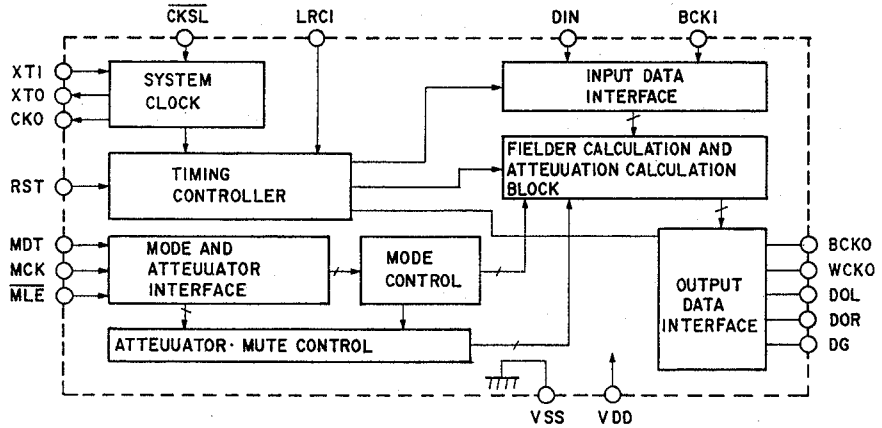 CKSL
LRCI
DIN
BCKI
XTI
XTO
CKO
SYSTEM
CLOCK
INPUT DATA
INTERFACE
RST
TIMING
CONTROLLER
FIELDER CALCULATION AND
ATTEUUATION CALCULATION
BLOCK
MDT
MCK
MLE
MODE AND
ATTEUUATOR
INTERFACE
MODE
CONTROL
OUTPUT
DATA
INTERFACE
BCKO
WCKO
DOL
DOR
DG
ATTEUUATOR · MUTE CONTROL
VSS
VDD